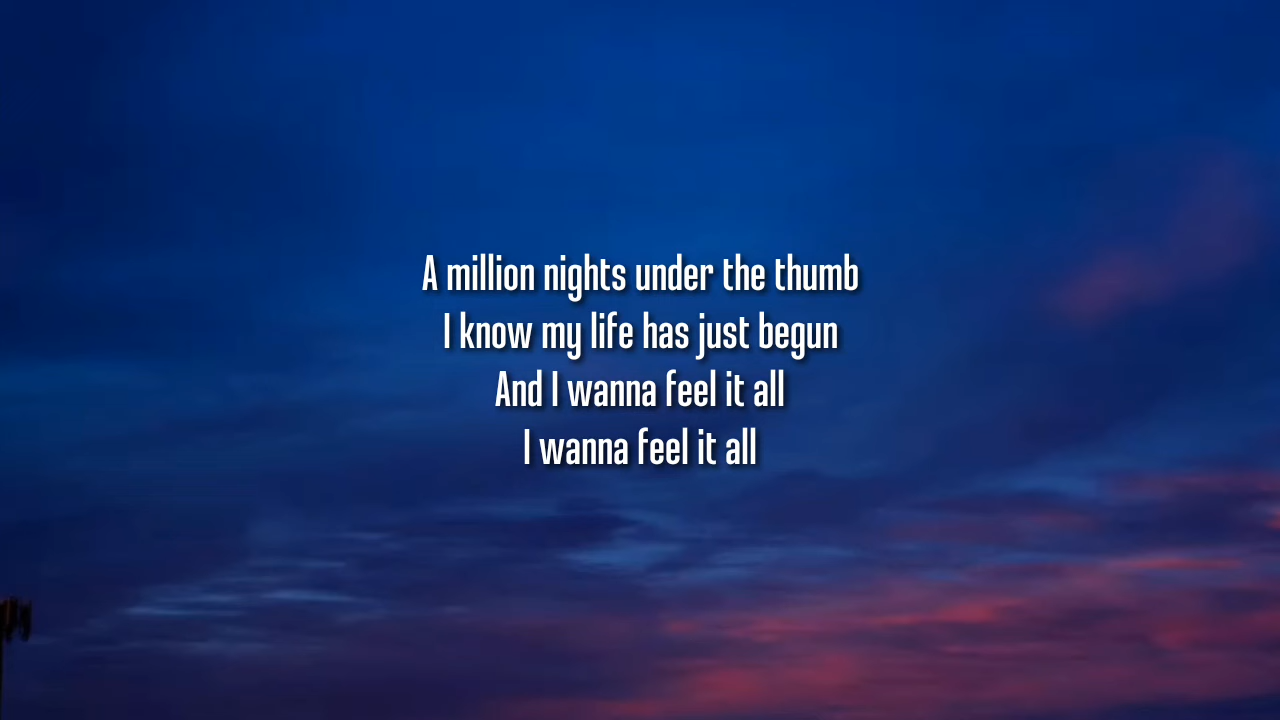 A million nights under the thumb
I know my life has just begun
And I wanna feel it all
I wanna feel it all